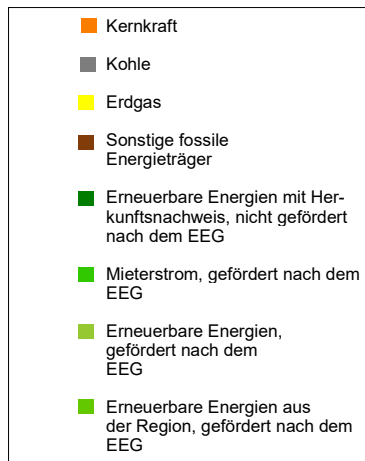 Kernkraft
Kohle
Erdgas
Sonstige fossile
Energieträger
Erneuerbare Energien mit Her-
kunftsnachweis, nicht gefördert
nach dem EEG
Mieterstrom, gefördert nach dem
EEG
Erneuerbare Energien,
gefördert nach dem
EEG
Erneuerbare Energien aus
der Region, gefördert nach dem
EEG